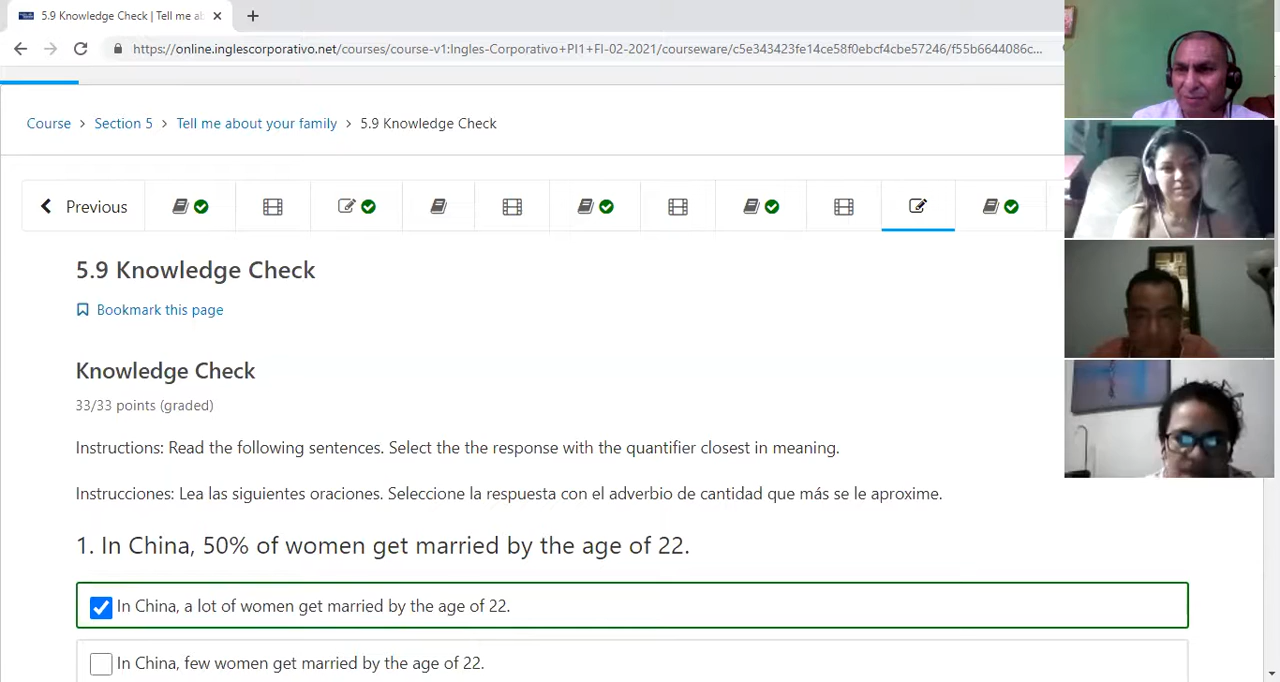 5.9 Knowledge Check | Tell me ab
https://online.inglescorporativo.net/courses/course-v1:Ingles-Corporativo+PI1+FI-02-2021/courseware/c5e343423fe14ce58f0ebcf4cbe57246/f55b6644086c...
Course > Section 5 > Tell me about your family > 5.9 Knowledge Check
Previous
5.9 Knowledge Check
Bookmark this page
Knowledge Check
33/33 points (graded)
Instructions: Read the following sentences. Select the the response with the quantifier closest in meaning.
Instrucciones: Lea las siguientes oraciones. Seleccione la respuesta con el adverbio de cantidad que más se le aproxime.
1. In China, 50% of women get married by the age of 22.
In China, a lot of women get married by the age of 22.
In China, few women get married by the age of 22.